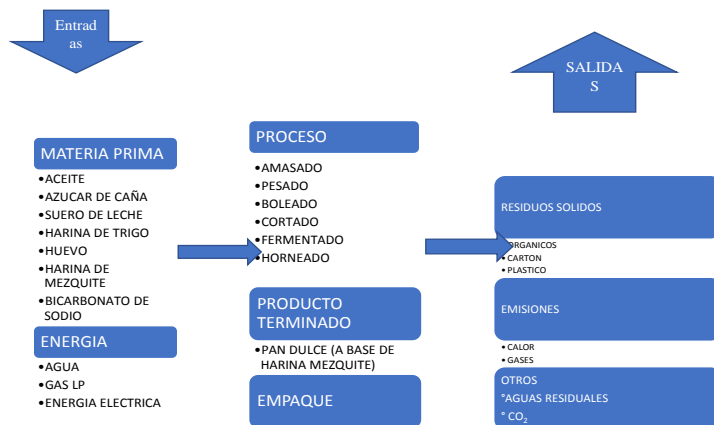 Entrad
as
SALIDA
S
MATERIA PRIMA
•ACEITE
•AZUCAR DE CAÑA
•SUERO DE LECHE
•HARINA DE TRIGO
•HUEVO
•HARINA DE
MEZQUITE
•BICARBONATO DE
SODIO
ENERGIA
•AGUA
•GAS LP
•ENERGIA ELECTRICA
PROCESO
•AMASADO
•PESADO
•BOLEADO
•CORTADO
•FERMENTADO
•HORNEADO
PRODUCTO
TERMINADO
•PAN DULCE (A BASE DE
HARINA MEZQUITE)
EMPAQUE
RESIDUOS SOLIDOS
•ORGANICOS
•CARTON
•PLASTICO
EMISIONES
•CALOR
•GASES
OTROS
°AGUAS RESIDUALES
° CO₂